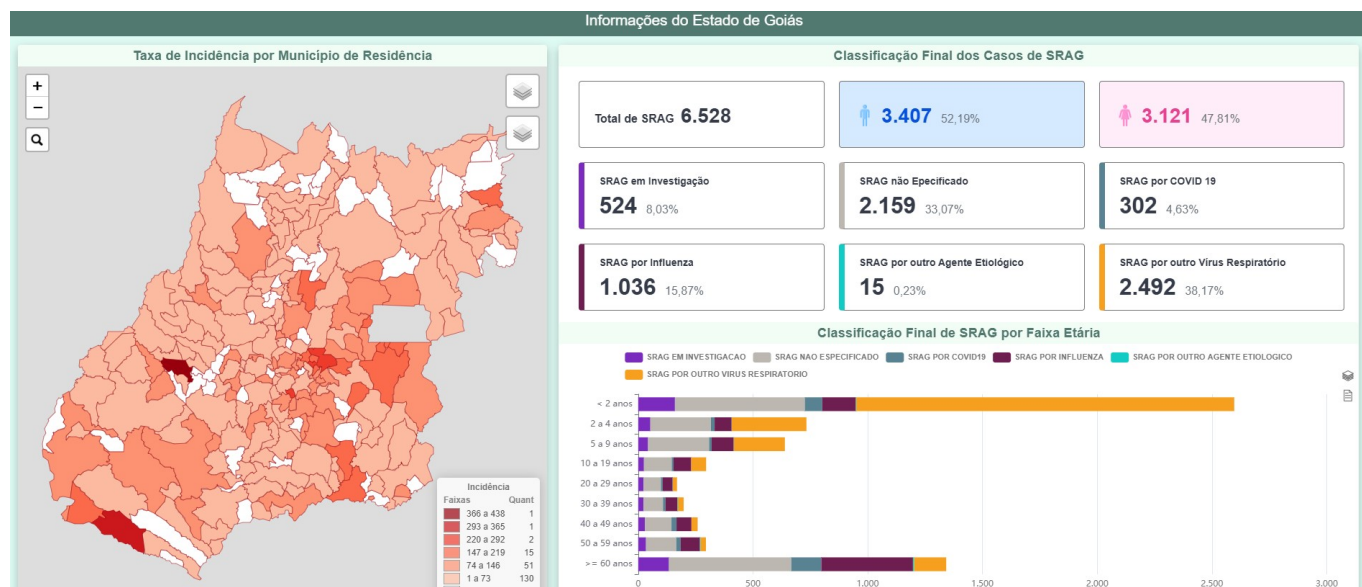 Informações do Estado de Goiás
Taxa de Incidência por Município de Residência
+
−
Incidência
Faixas Quant
366 a 438 1
293 a 365 1
220 a 292 2
147 a 219 15
74 a 146 51
1 a 73 130
Classificação Final dos Casos de SRAG
Total de SRAG 6.528
3.407 52,19%
3.121 47,81%
SRAG em Investigação
524 8,03%
SRAG não Epecificado
2.159 33,07%
SRAG por COVID 19
302 4,63%
SRAG por Influenza
1.036 15,87%
SRAG por outro Agente Etiológico
15 0,23%
SRAG por outro Vírus Respiratório
2.492 38,17%
Classificação Final de SRAG por Faixa Etária
SRAG EM INVESTIGACAO SRAG NAO ESPECIFICADO SRAG POR COVID19 SRAG POR INFLUENZA SRAG POR OUTRO AGENTE ETIOLOGICO
SRAG POR OUTRO VIRUS RESPIRATORIO
< 2 anos
2 a 4 anos
5 a 9 anos
10 a 19 anos
20 a 29 anos
30 a 39 anos
40 a 49 anos
50 a 59 anos
>= 60 anos
0 500 1.000 1.500 2.000 2.500 3.000